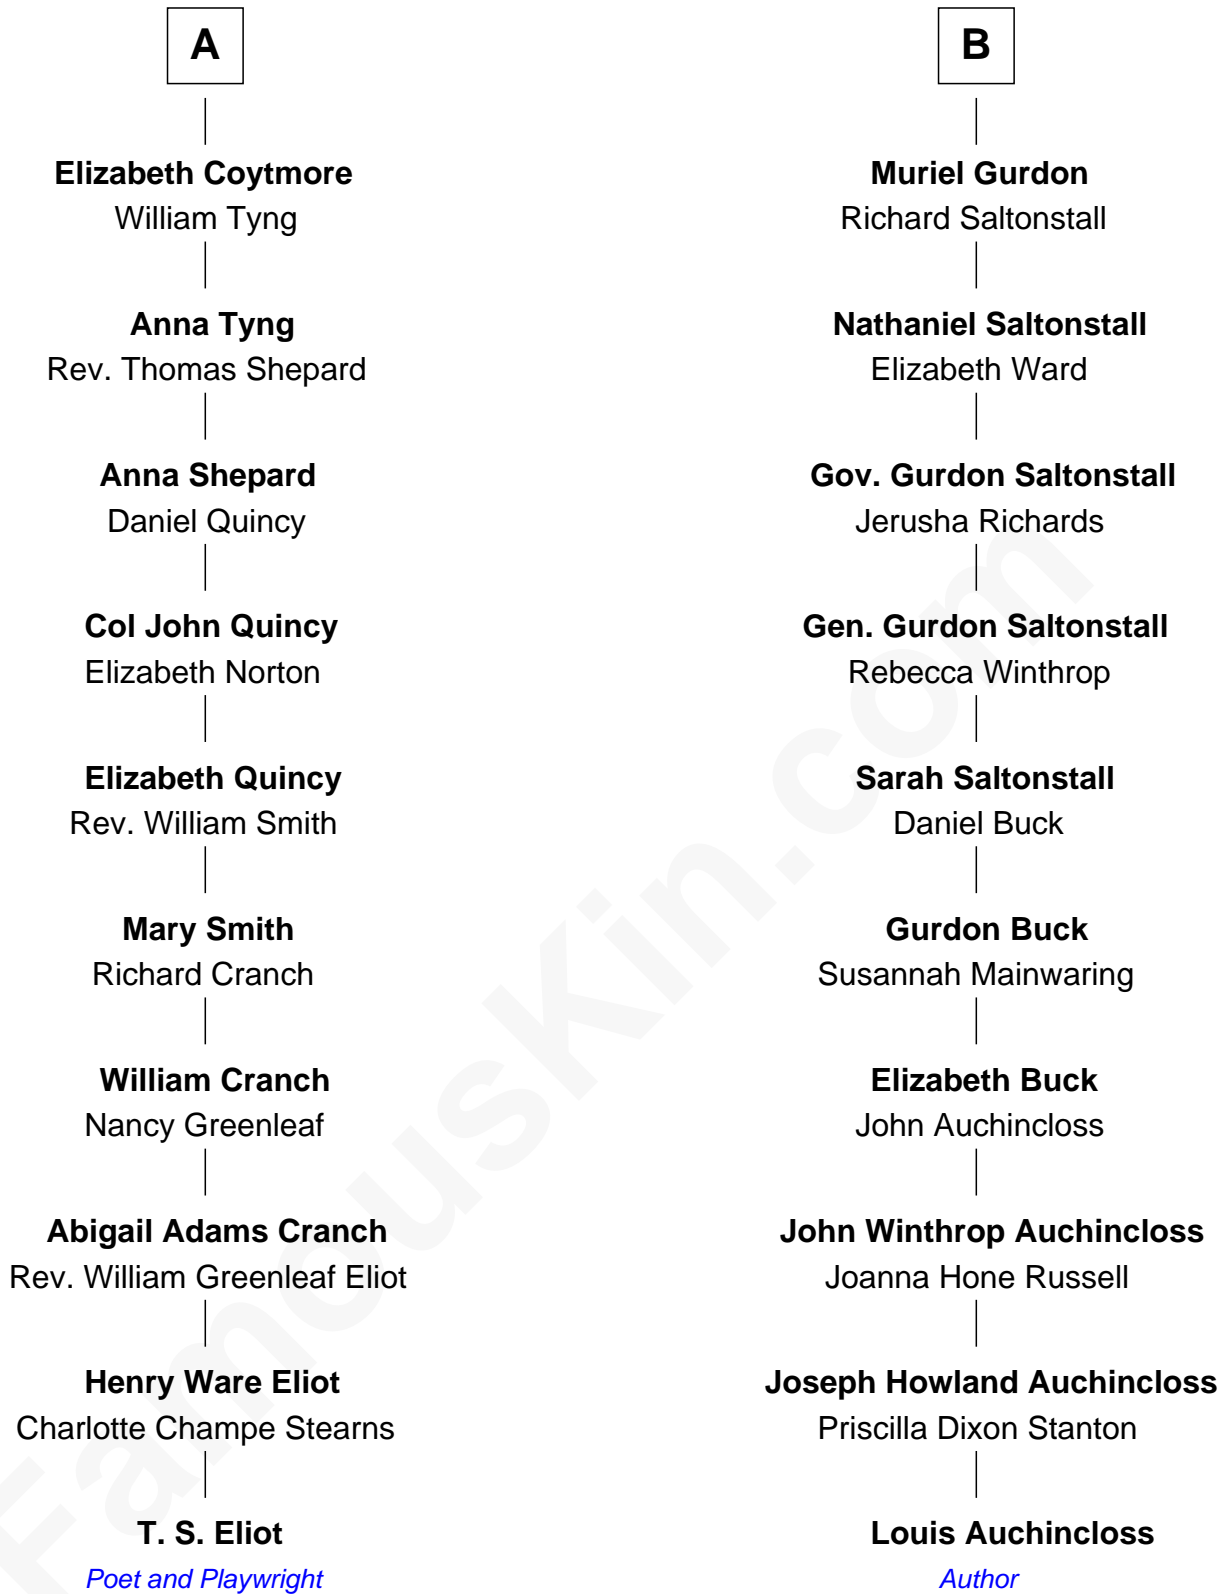 A
Elizabeth Coytmore
William Tyng
Anna Tyng
Rev. Thomas Shepard
Anna Shepard
Daniel Quincy
Col John Quincy
Elizabeth Norton
Elizabeth Quincy
Rev. William Smith
Mary Smith
Richard Cranch
William Cranch
Nancy Greenleaf
Abigail Adams Cranch
Rev. William Greenleaf Eliot
Henry Ware Eliot
Charlotte Champe Stearns
T. S. Eliot
Poet and Playwright
B
Muriel Gurdon
Richard Saltonstall
Nathaniel Saltonstall
Elizabeth Ward
Gov. Gurdon Saltonstall
Jerusha Richards
Gen. Gurdon Saltonstall
Rebecca Winthrop
Sarah Saltonstall
Daniel Buck
Gurdon Buck
Susannah Mainwaring
Elizabeth Buck
John Auchincloss
John Winthrop Auchincloss
Joanna Hone Russell
Joseph Howland Auchincloss
Priscilla Dixon Stanton
Louis Auchincloss
Author
FamousKin.com